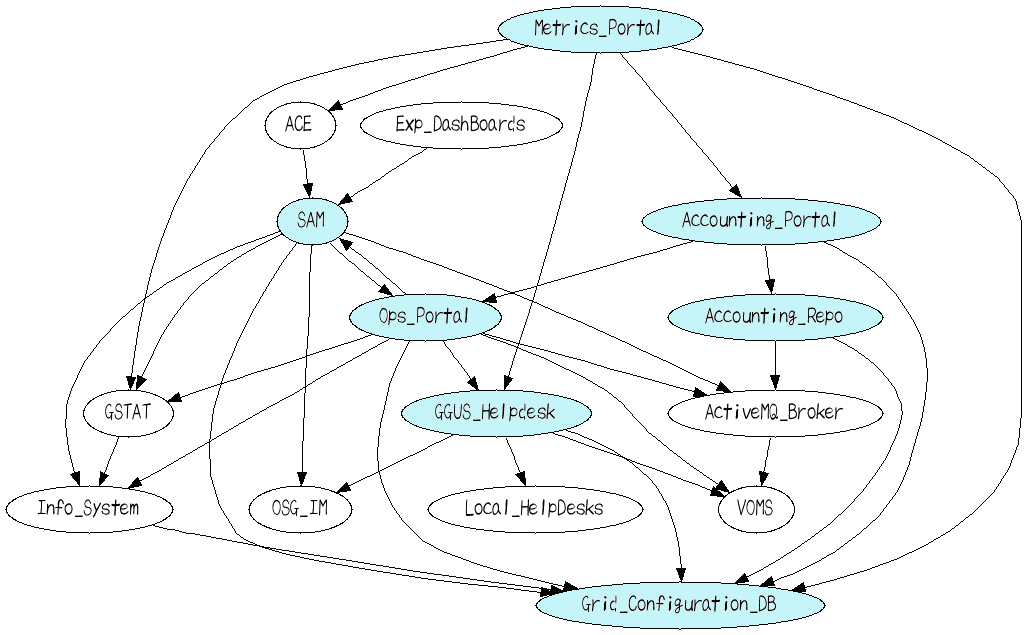 Metrics_Portal
ACE
Exp_DashBoards
SAM
Accounting_Portal
Ops_Portal
Accounting_Repo
GSTAT
GGUS_Helpdesk
ActiveMQ_Broker
Info_System
OSG_IM
Local_HelpDesks
VOMS
Grid_Configuration_DB